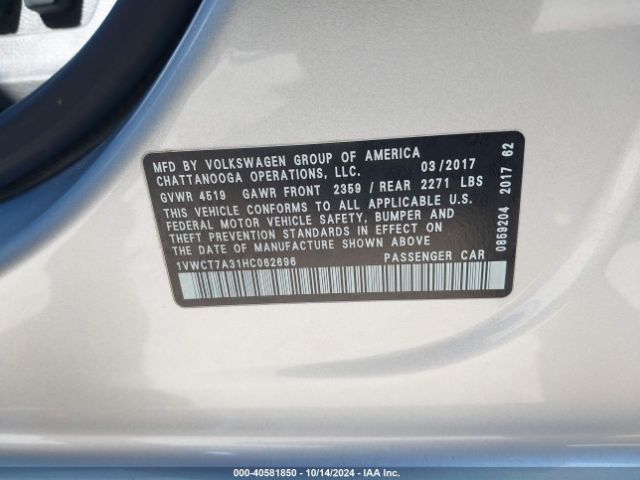 MFD BY VOLKSWAGEN GROUP OF AMERICA
CHATTANOOGA OPERATIONS, LLC. 03/2017
GVWR 4519 GAWR FRONT 2359 / REAR 2271 LBS
THIS VEHICLE CONFORMS TO ALL APPLICABLE U.S.
FEDERAL MOTOR VEHICLE SAFETY, BUMPER AND
THEFT PREVENTION STANDARDS IN EFFECT ON
THE DATE OF MANUFACTURE SHOWN ABOVE
1VWCT7A31HC062696 PASSENGER CAR
0859204 2017 62
000-40581850 | 10/14/2024 | IAA Inc.